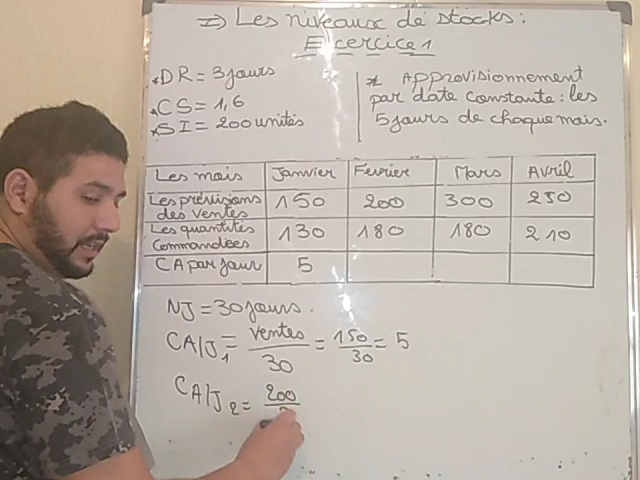 I) Les niveaux de stocks:
Exercice 1
* DR = 3 jours
* CS = 1,6
* SI = 200 unités
* Approvisionnement
par date constante: les
5 jours de chaque mois.
Les mois Janvier Fevrier Mars Avril
Les prévisions
des ventes 150 200 300 250
Les quantités
commandées 130 180 180 210
CA par jour 5
NJ = 30 jours.
CA/J1 = ventes/30 = 150/30 = 5
CA/J2 = 200